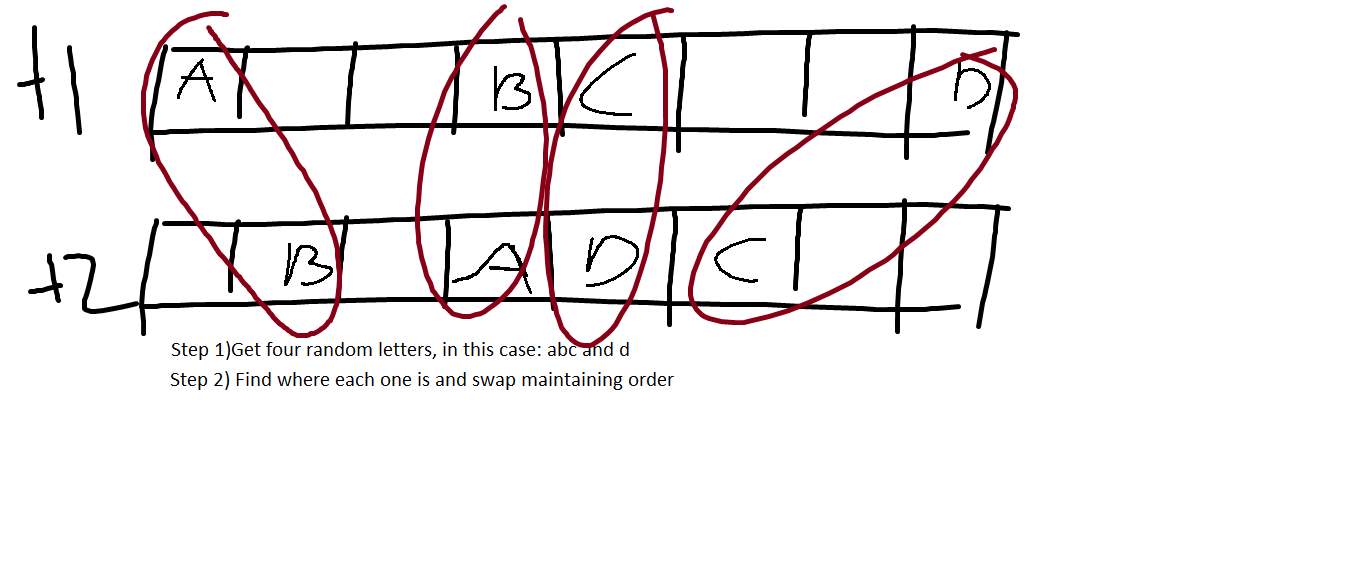 t1 A B C D
t2 B A D C
Step 1)Get four random letters, in this case: abc and d
Step 2) Find where each one is and swap maintaining order